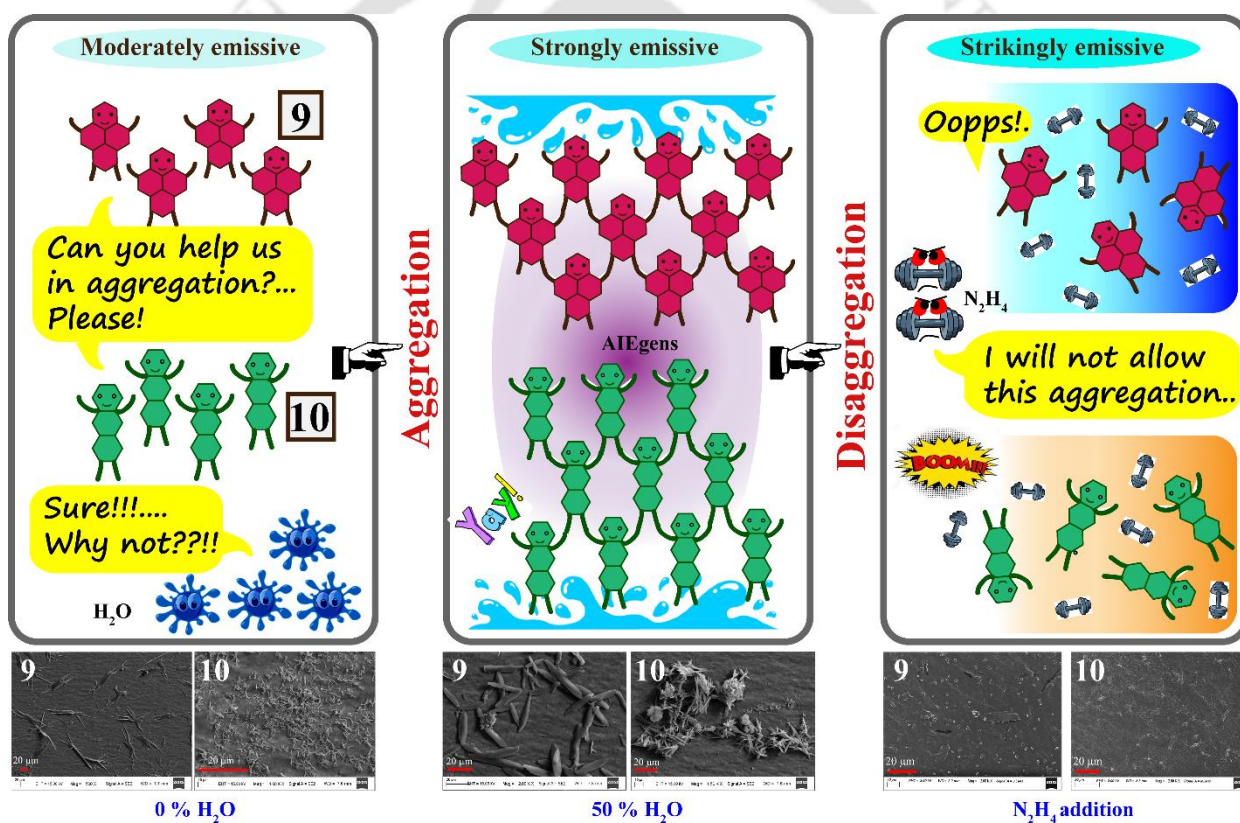 Moderately emissive
9
Can you help us
in aggregation?...
Please!
10
Sure!!!....
Why not??!!
H₂O
Aggregation
Strongly emissive
AIEgens
Yay!
Disaggregation
Strikingly emissive
Oopps!.
N₂H₄
I will not allow
this aggregation..
BOOM!!!
9
20 μm
10
20 μm
0 % H₂O
9
20 μm
10
20 μm
50 % H₂O
9
20 μm
10
20 μm
N₂H₄ addition